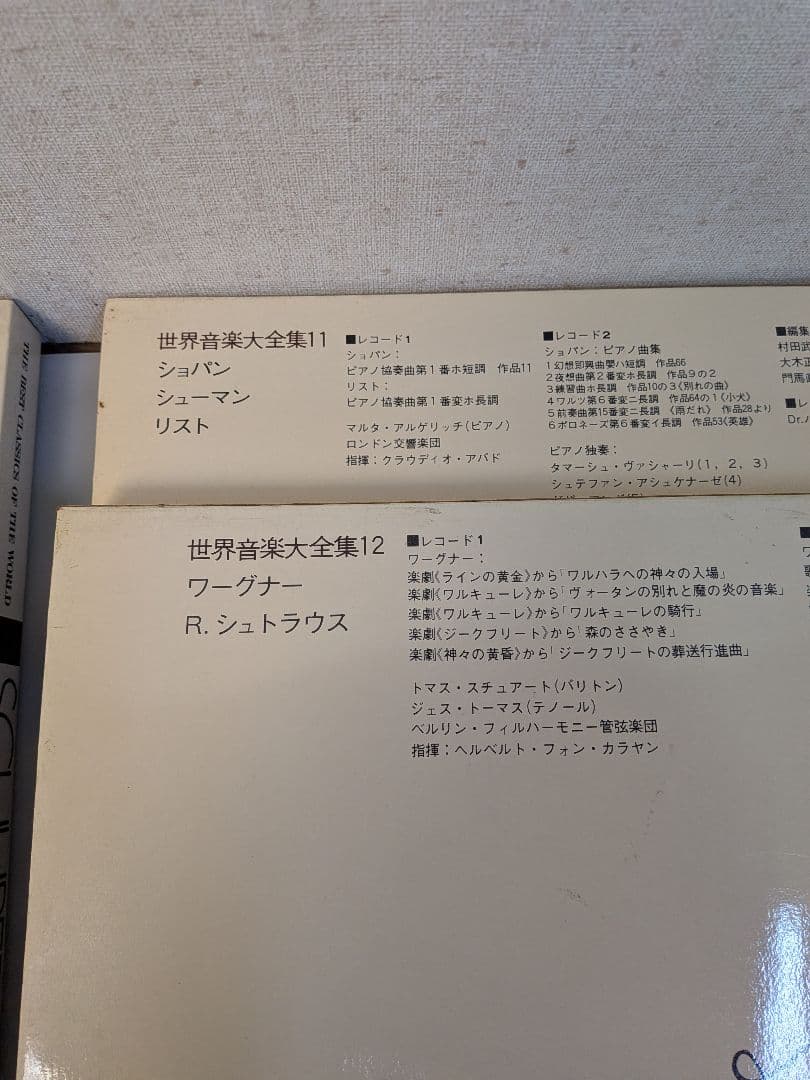 世界音楽大全集11
ショパン
シューマン
リスト
■レコード1
ショパン：
ピアノ協奏曲第1番ホ短調 作品11
リスト：
ピアノ協奏曲第1番変ホ長調
マルタ・アルゲリッチ(ピアノ)
ロンドン交響楽団
指揮：クラウディオ・アバド
■レコード2
ショパン：ピアノ曲集
1幻想即興曲嬰ハ短調 作品66
2夜想曲第2番変ホ長調 作品9の2
3練習曲ホ長調 作品10の3《別れの曲》
4ワルツ第6番変ニ長調 作品64の1《小犬》
5前奏曲第15番変ニ長調《雨だれ》 作品28より
6ポロネーズ第6番変イ長調 作品53《英雄》
ピアノ独奏：
タマーシュ・ヴァシャーリ(1，2，3)
シュテファン・アシュケナーゼ(4)
■編集
村田武
大木正
門馬
■レ
Dr.
世界音楽大全集12
ワーグナー
R. シュトラウス
■レコード1
ワーグナー：
楽劇《ラインの黄金》から「ワルハラへの神々の入場」
楽劇《ワルキューレ》から「ヴォータンの別れと魔の炎の音楽」
楽劇《ワルキューレ》から「ワルキューレの騎行」
楽劇《ジークフリート》から「森のささやき」
楽劇《神々の黄昏》から「ジークフリートの葬送行進曲」
トマス・スチュアート(バリトン)
ジェス・トーマス(テノール)
ベルリン・フィルハーモニー管弦楽団
指揮：ヘルベルト・フォン・カラヤン
THE BEST CLASSICS OF THE WORLD